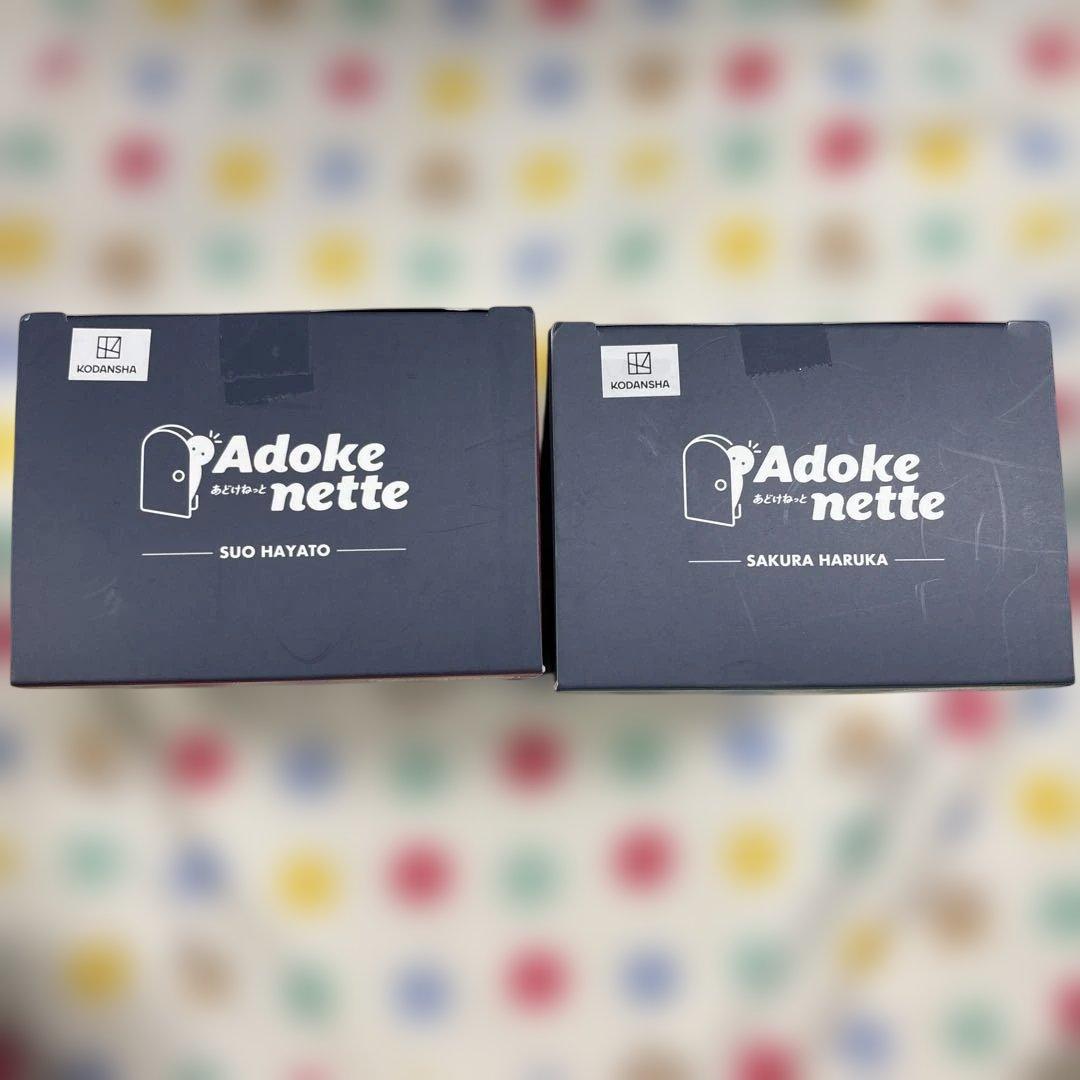 KODANSHA
Adoke
あどけねっと nette
SUO HAYATO
KODANSHA
Adoke
あどけねっと nette
SAKURA HARUKA